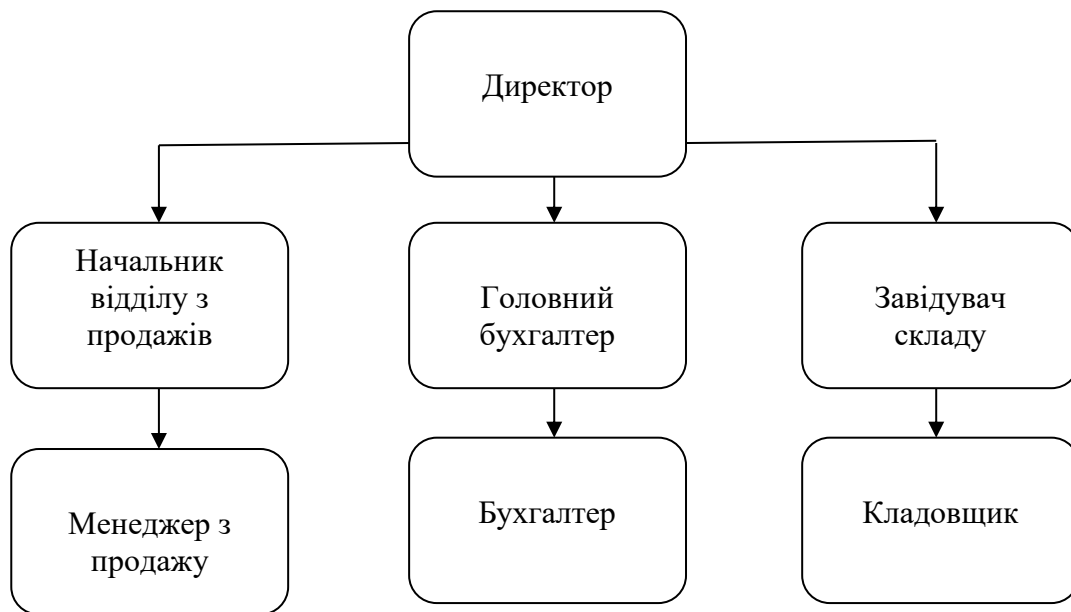 Директор
Начальник
відділу з
продажів
Головний
бухгалтер
Завідувач
складу
Менеджер з
продажу
Бухгалтер
Кладовщик